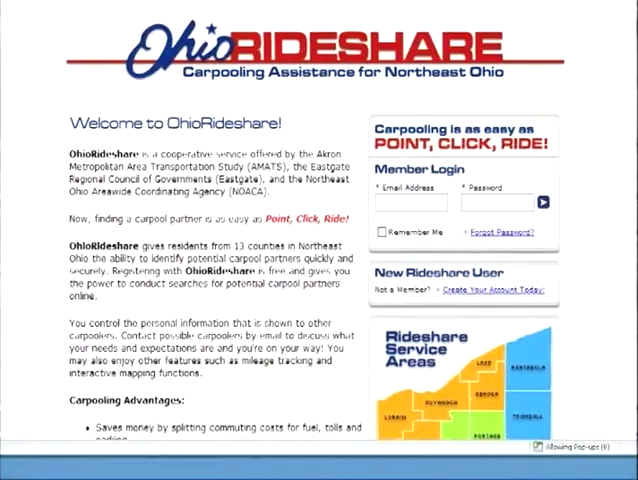 OhioRIDESHARE
Carpooling Assistance for Northeast Ohio
Welcome to OhioRideshare!
OhioRideshare is a cooperative service offered by the Akron
Metropolitan Area Transportation Study (AMATS), the Eastgate
Regional Council of Governments (Eastgate), and the Northeast
Ohio Areawide Coordinating Agency (NOACA).
Now, finding a carpool partner is as easy as Point, Click, Ride!
OhioRideshare gives residents from 13 counties in Northeast
Ohio the ability to identify potential carpool partners quickly and
securely. Registering with OhioRideshare is free and gives you
the power to conduct searches for potential carpool partners
online.
You control the personal information that is shown to other
carpoolers. Contact possible carpoolers by email to discuss what
your needs and expectations are and you're on your way! You
may also enjoy other features such as mileage tracking and
interactive mapping functions.
Carpooling Advantages:
• Saves money by splitting commuting costs for fuel, tolls and
parking
Carpooling is as easy as
POINT, CLICK, RIDE!
Member Login
* Email Address * Password
Remember Me Forgot Password?
New Rideshare User
Not a Member? Create Your Account Today!
Rideshare
Service
Areas
LAKE
ASHTABULA
GEAUGA
CUYAHOGA
LORAIN
TRUMBULL
PORTAGE
Allowing Pop-ups (6)